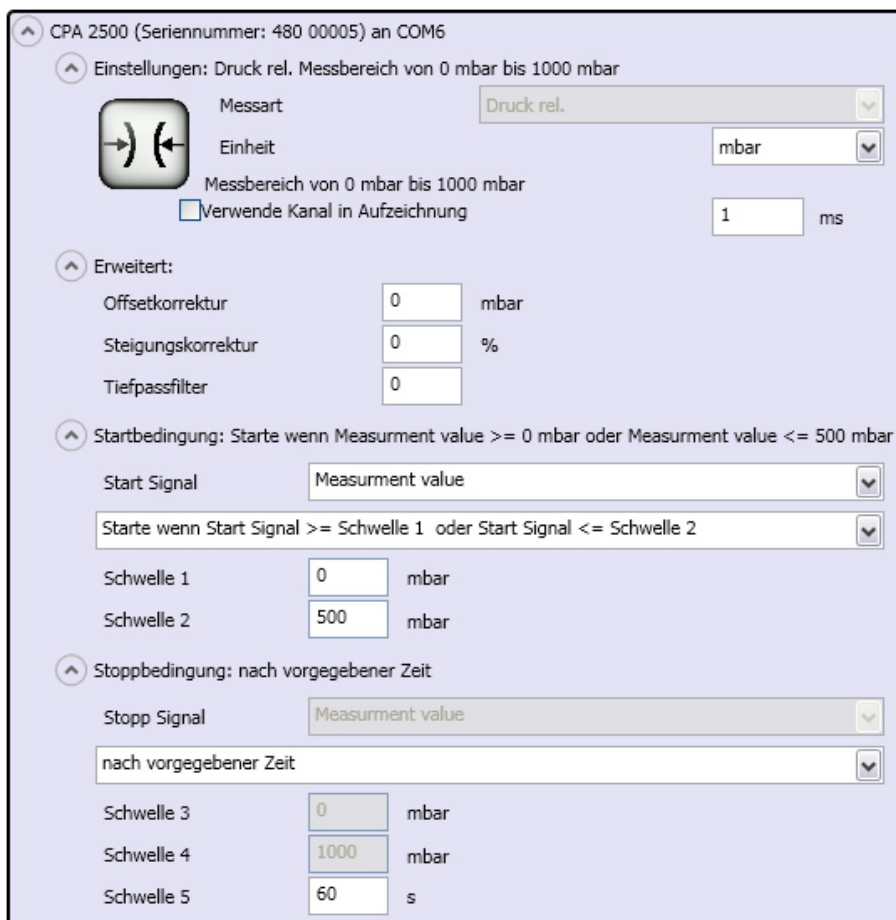 CPA 2500 (Seriennummer: 480 00005) an COM6
Einstellungen: Druck rel. Messbereich von 0 mbar bis 1000 mbar
Messart Druck rel.
Einheit mbar
Messbereich von 0 mbar bis 1000 mbar
Verwende Kanal in Aufzeichnung 1 ms
Erweitert:
Offsetkorrektur 0 mbar
Steigungskorrektur 0 %
Tiefpassfilter 0
Startbedingung: Starte wenn Measurment value >= 0 mbar oder Measurment value <= 500 mbar
Start Signal Measurment value
Starte wenn Start Signal >= Schwelle 1 oder Start Signal <= Schwelle 2
Schwelle 1 0 mbar
Schwelle 2 500 mbar
Stoppbedingung: nach vorgegebener Zeit
Stopp Signal Measurment value
nach vorgegebener Zeit
Schwelle 3 0 mbar
Schwelle 4 1000 mbar
Schwelle 5 60 s